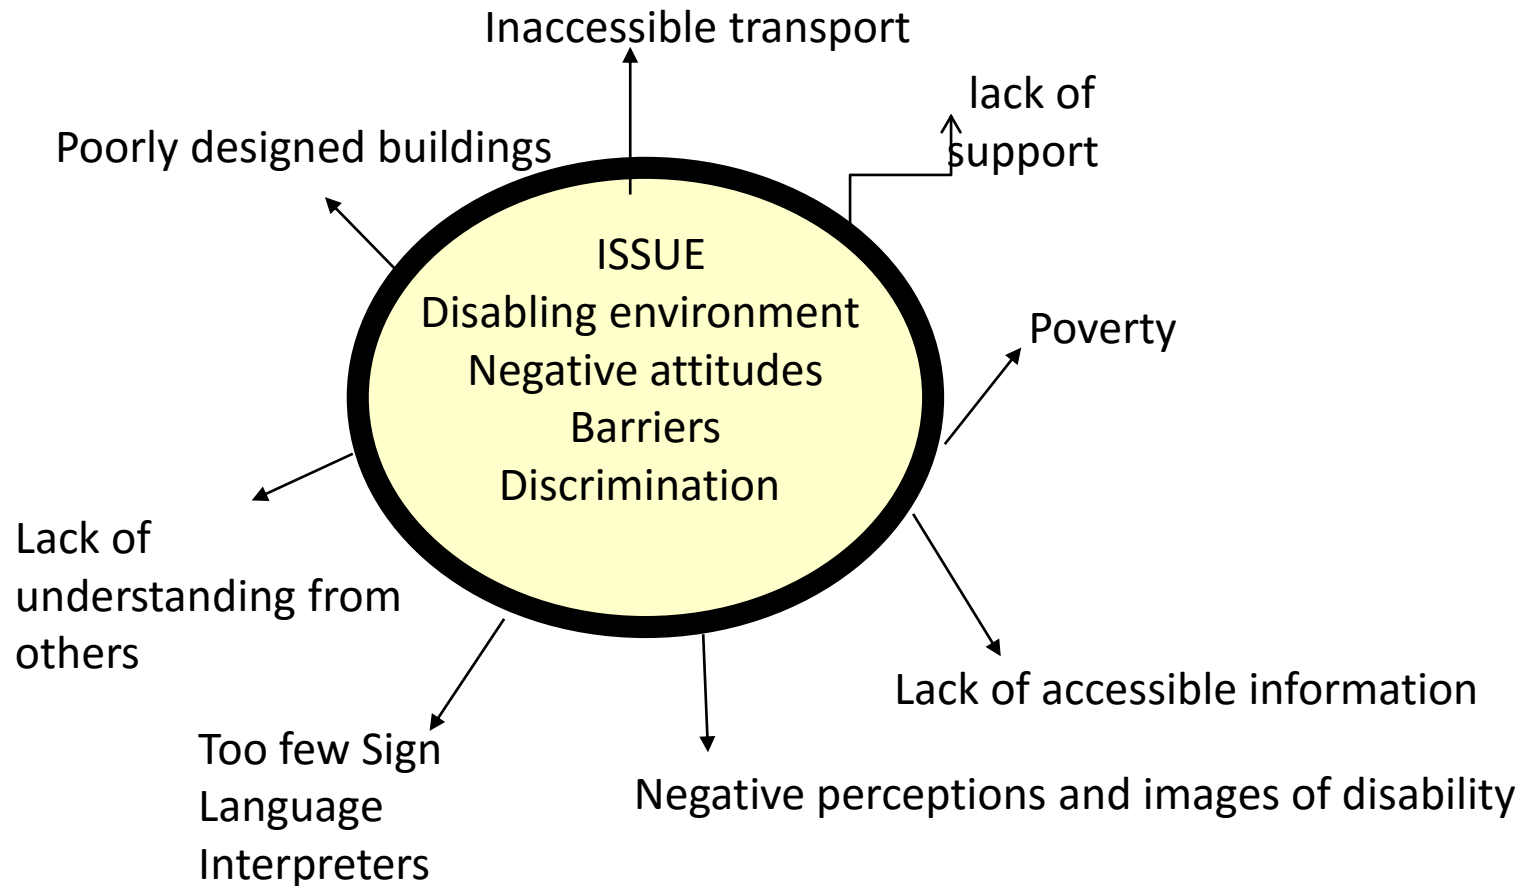 Inaccessible transport
lack of
support
Poorly designed buildings
ISSUE
Disabling environment
Negative attitudes
Barriers
Discrimination
Poverty
Lack of
understanding from
others
Lack of accessible information
Too few Sign
Language
Interpreters
Negative perceptions and images of disability